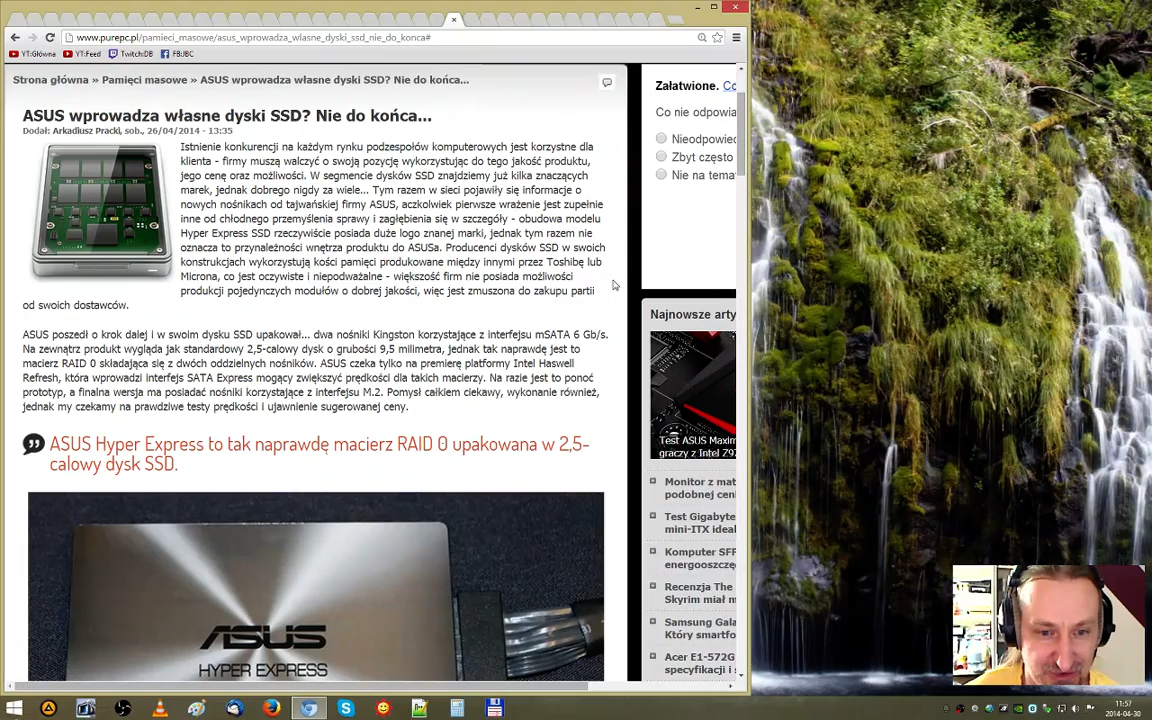 www.purepc.pl/pamieci_masowe/asus_wprowadza_wlasne_dyski_ssd_nie_do_konca#
YT:Główna
YT:Feed
Twitch:DB
FB:JBC
Strona główna » Pamięci masowe » ASUS wprowadza własne dyski SSD? Nie do końca...
ASUS wprowadza własne dyski SSD? Nie do końca...
Dodał: Arkadiusz Pracki, sob., 26/04/2014 - 13:35
Istnienie konkurencji na każdym rynku podzespołów komputerowych jest korzystne dla
klienta - firmy muszą walczyć o swoją pozycję wykorzystując do tego jakość produktu,
jego cenę oraz możliwości. W segmencie dysków SSD znajdziemy już kilka znaczących
marek, jednak dobrego nigdy za wiele... Tym razem w sieci pojawiły się informacje o
nowych nośnikach od tajwańskiej firmy ASUS, aczkolwiek pierwsze wrażenie jest zupełnie
inne od chłodnego przemyślenia sprawy i zagłębienia się w szczegóły - obudowa modelu
Hyper Express SSD rzeczywiście posiada duże logo znanej marki, jednak tym razem nie
oznacza to przynależności wnętrza produktu do ASUSa. Producenci dysków SSD w swoich
konstrukcjach wykorzystują kości pamięci produkowane między innymi przez Toshibę lub
Microna, co jest oczywiste i niepodważalne - większość firm nie posiada możliwości
produkcji pojedynczych modułów o dobrej jakości, więc jest zmuszona do zakupu partii
od swoich dostawców.
ASUS poszedł o krok dalej i w swoim dysku SSD upakował... dwa nośniki Kingston korzystające z interfejsu mSATA 6 Gb/s.
Na zewnątrz produkt wygląda jak standardowy 2,5-calowy dysk o grubości 9,5 milimetra, jednak tak naprawdę jest to
macierz RAID 0 składająca się z dwóch oddzielnych nośników. ASUS czeka tylko na premierę platformy Intel Haswell
Refresh, która wprowadzi interfejs SATA Express mogący zwiększyć prędkości dla takich macierzy. Na razie jest to ponoć
prototyp, a finalna wersja ma posiadać nośniki korzystające z interfejsu M.2. Pomysł całkiem ciekawy, wykonanie również,
jednak my czekamy na prawdziwe testy prędkości i ujawnienie sugerowanej ceny.
ASUS Hyper Express to tak naprawdę macierz RAID 0 upakowana w 2,5-
calowy dysk SSD.
ASUS
HYPER EXPRESS
Załatwione. Co
Co nie odpowia
Nieodpowied
Zbyt często
Nie na tema
Najnowsze arty
Test ASUS Maxim
graczy z Intel Z97
Monitor z mat
podobnej ceni
Test Gigabyte
mini-ITX ideal
Komputer SFF
energooszczę
Recenzja The
Skyrim miał m
Samsung Gala
Który smartfo
Acer E1-572G
specyfikacji i
11:57
2014-04-30